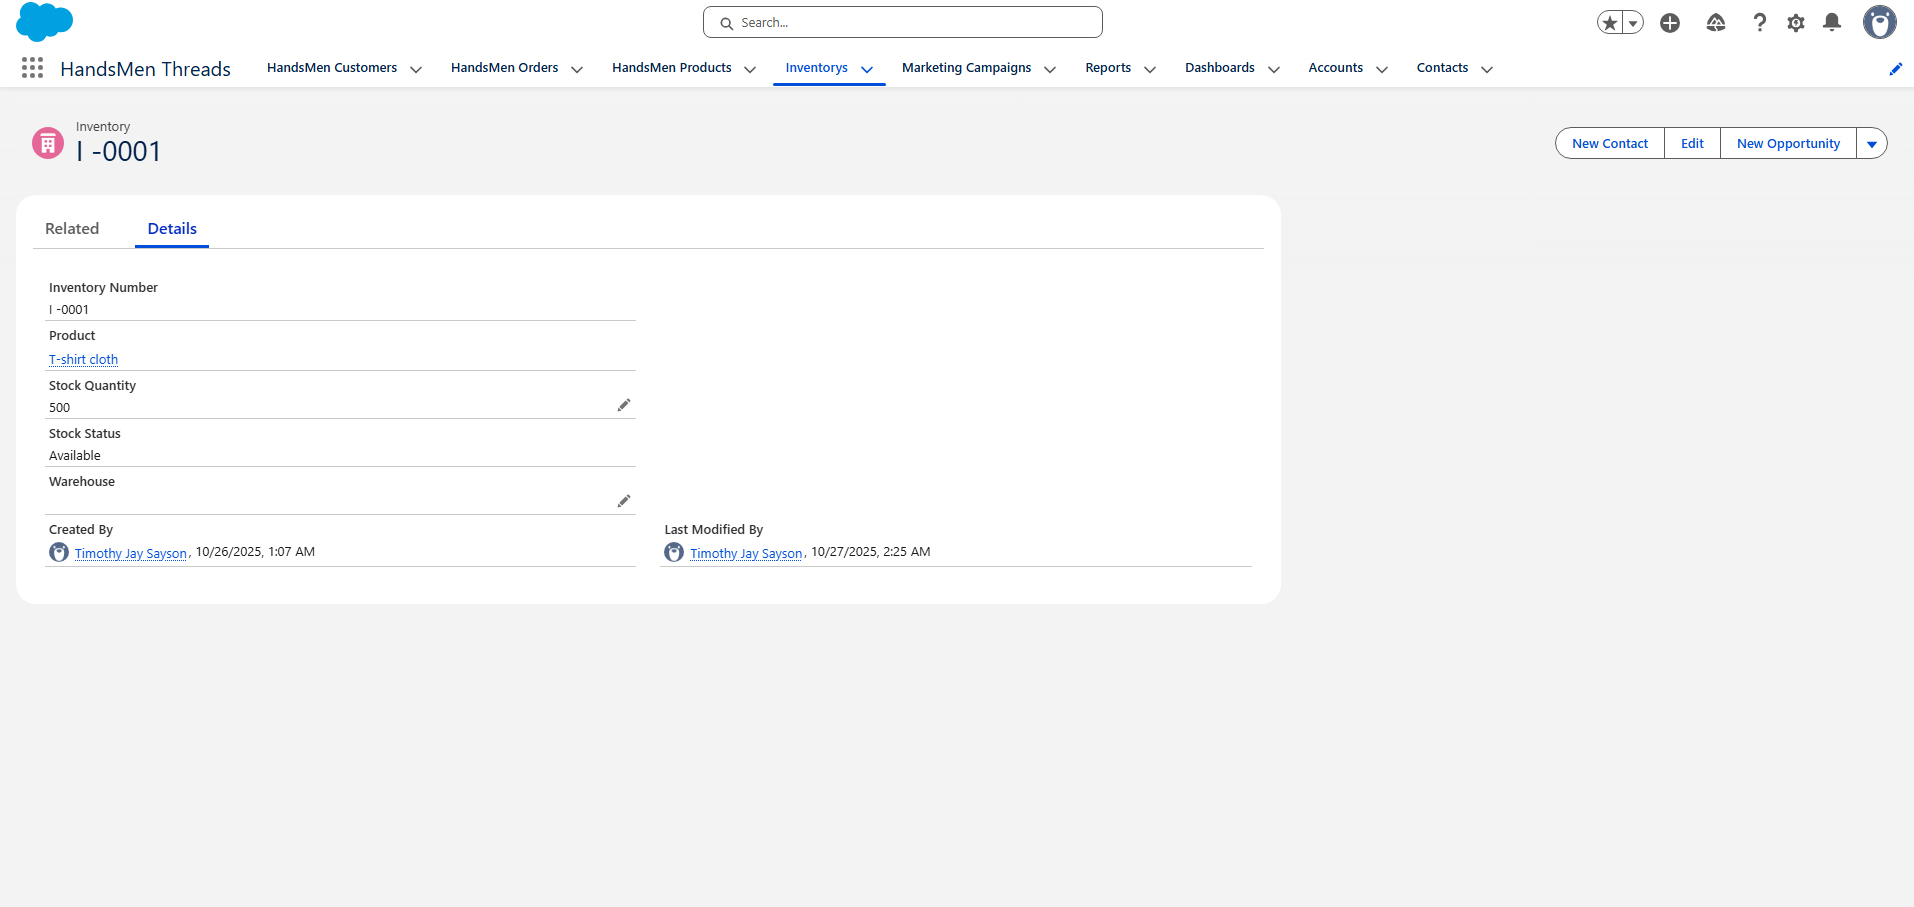 Search...
HandsMen Threads
HandsMen Customers
HandsMen Orders
HandsMen Products
Inventorys
Marketing Campaigns
Reports
Dashboards
Accounts
Contacts
Inventory
I -0001
New Contact
Edit
New Opportunity
Related
Details
Inventory Number
I -0001
Product
T-shirt cloth
Stock Quantity
500
Stock Status
Available
Warehouse
Created By
Timothy Jay Sayson, 10/26/2025, 1:07 AM
Last Modified By
Timothy Jay Sayson, 10/27/2025, 2:25 AM